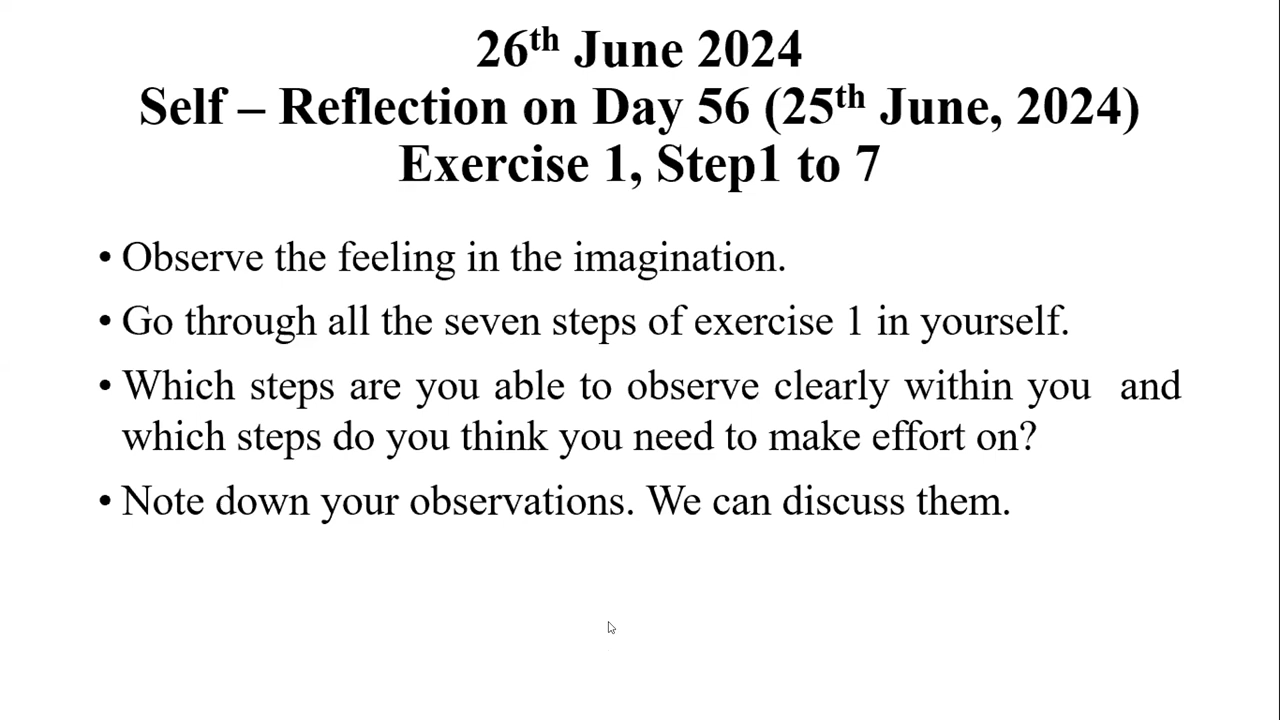 26th June 2024
Self – Reflection on Day 56 (25th June, 2024)
Exercise 1, Step1 to 7
• Observe the feeling in the imagination.
• Go through all the seven steps of exercise 1 in yourself.
• Which steps are you able to observe clearly within you  and
which steps do you think you need to make effort on?
• Note down your observations. We can discuss them.